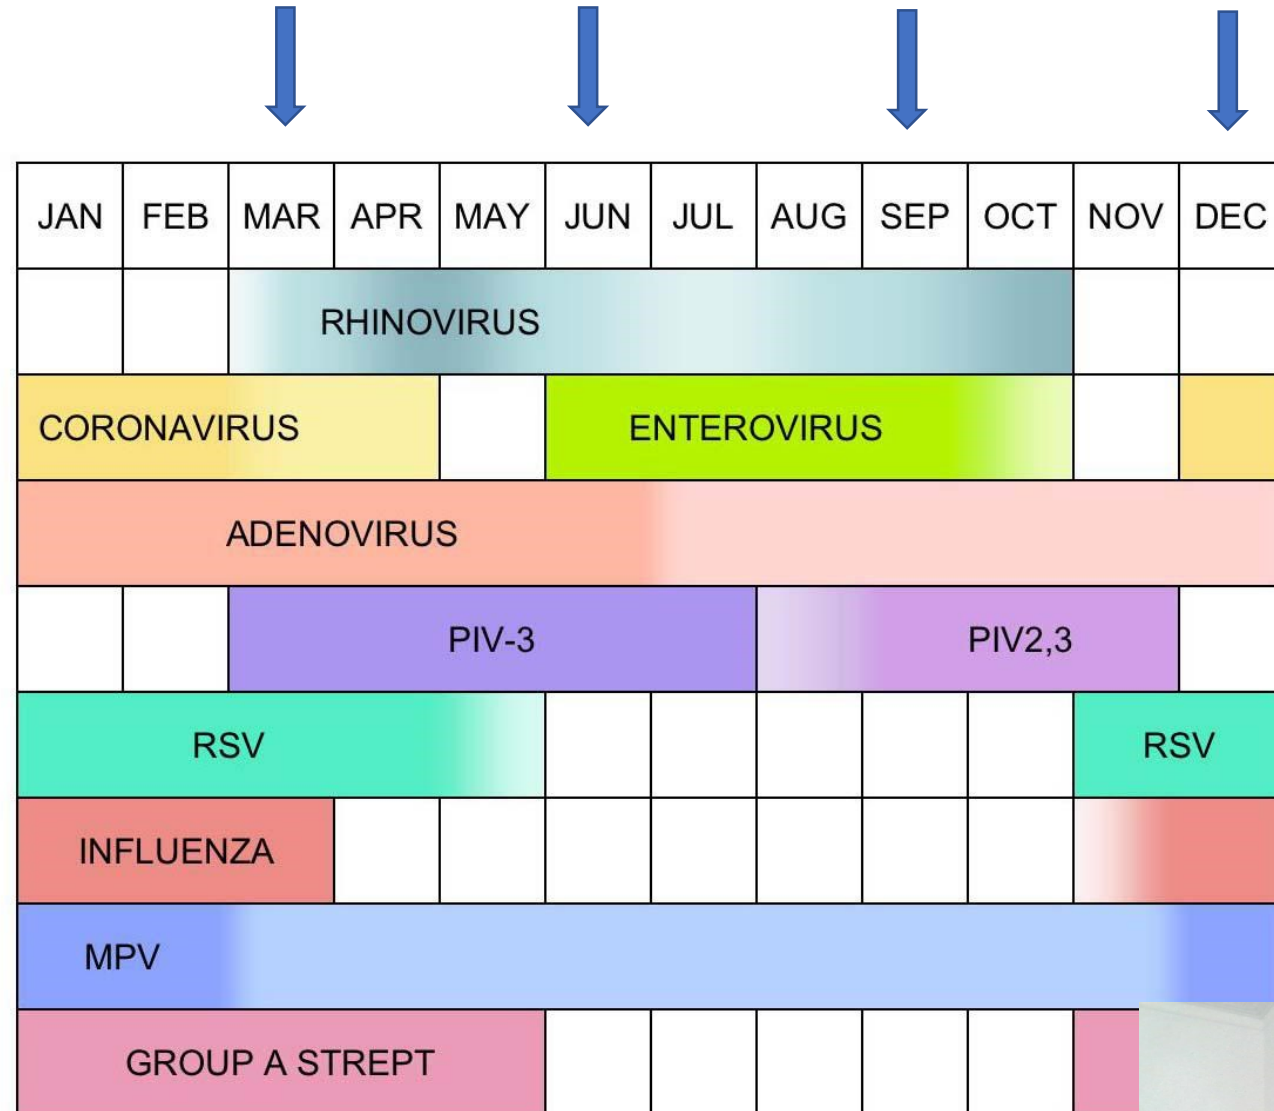 JAN FEB MAR APR MAY JUN JUL AUG SEP OCT NOV DEC
RHINOVIRUS
CORONAVIRUS ENTEROVIRUS
ADENOVIRUS
PIV-3 PIV2,3
RSV RSV
INFLUENZA
MPV
GROUP A STREPT